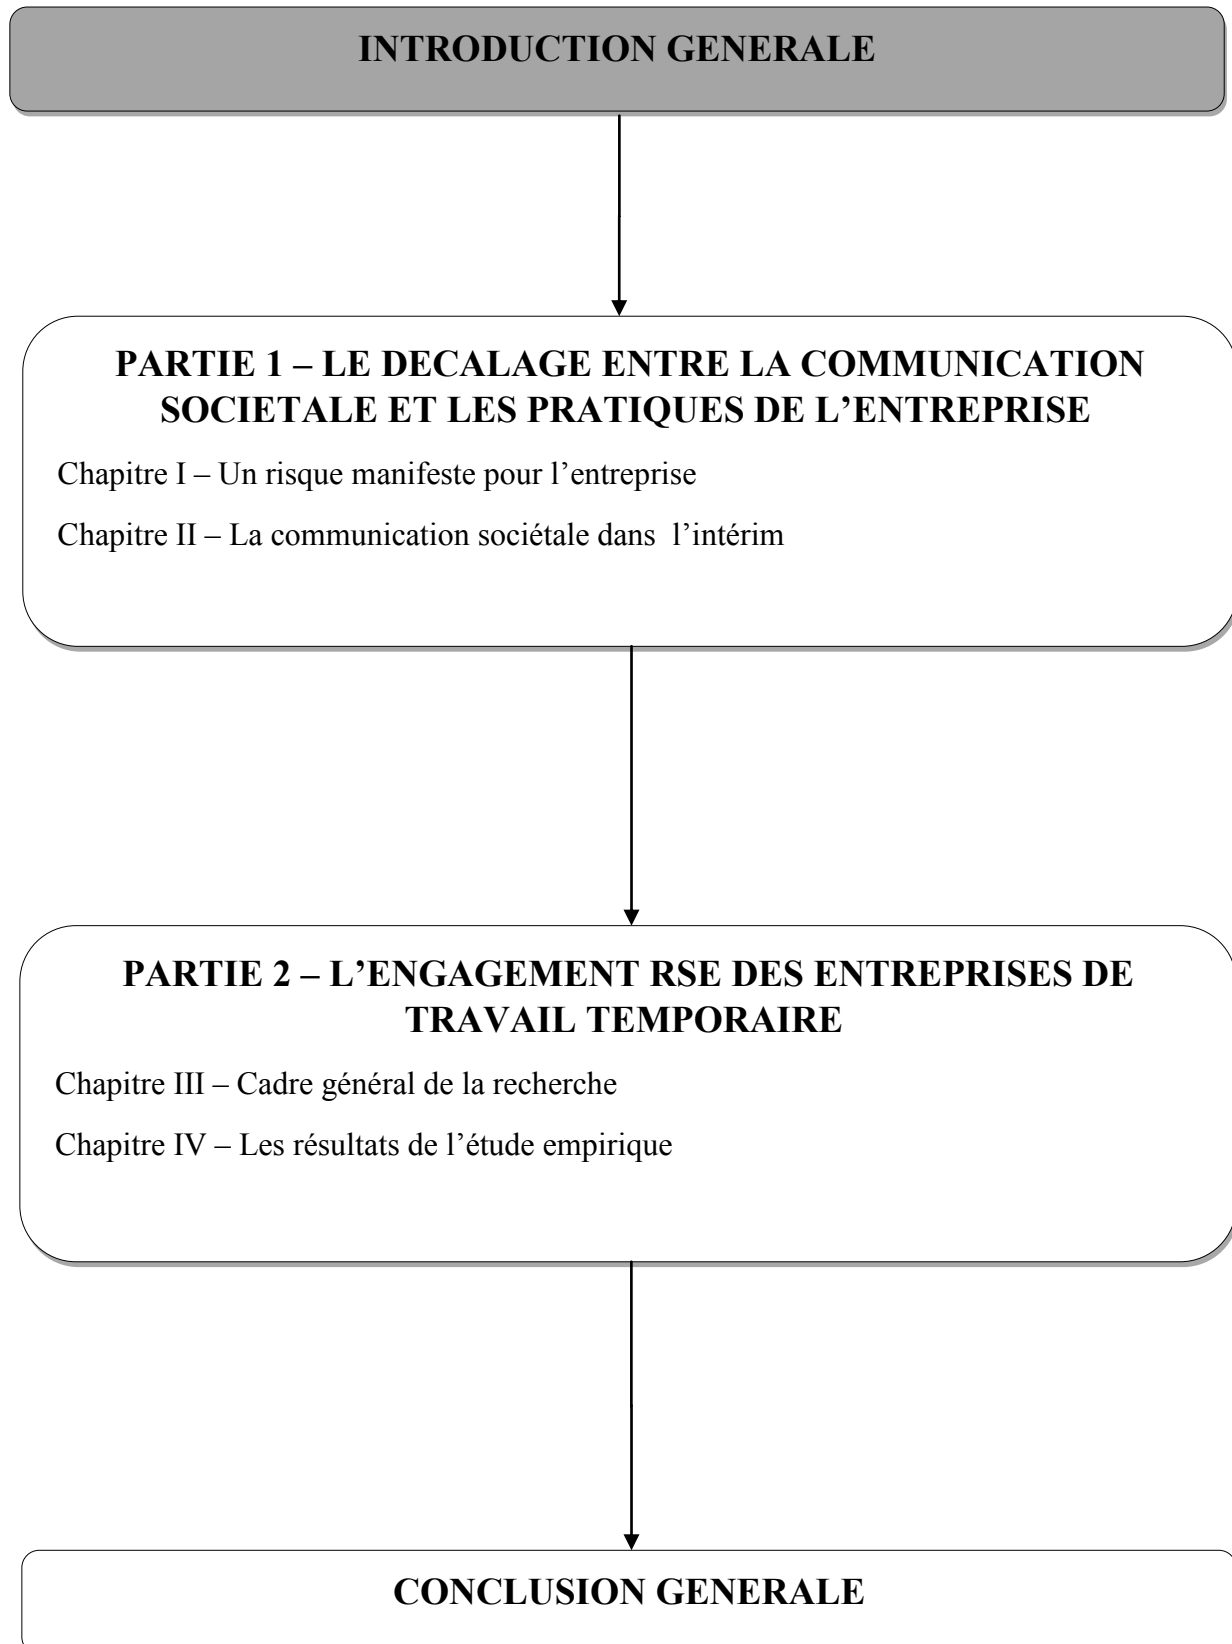 INTRODUCTION GENERALE
PARTIE 1 – LE DECALAGE ENTRE LA COMMUNICATION
SOCIETALE ET LES PRATIQUES DE L’ENTREPRISE
Chapitre I – Un risque manifeste pour l’entreprise
Chapitre II – La communication sociétale dans  l’intérim
PARTIE 2 – L’ENGAGEMENT RSE DES ENTREPRISES DE
TRAVAIL TEMPORAIRE
Chapitre III – Cadre général de la recherche
Chapitre IV – Les résultats de l’étude empirique
CONCLUSION GENERALE